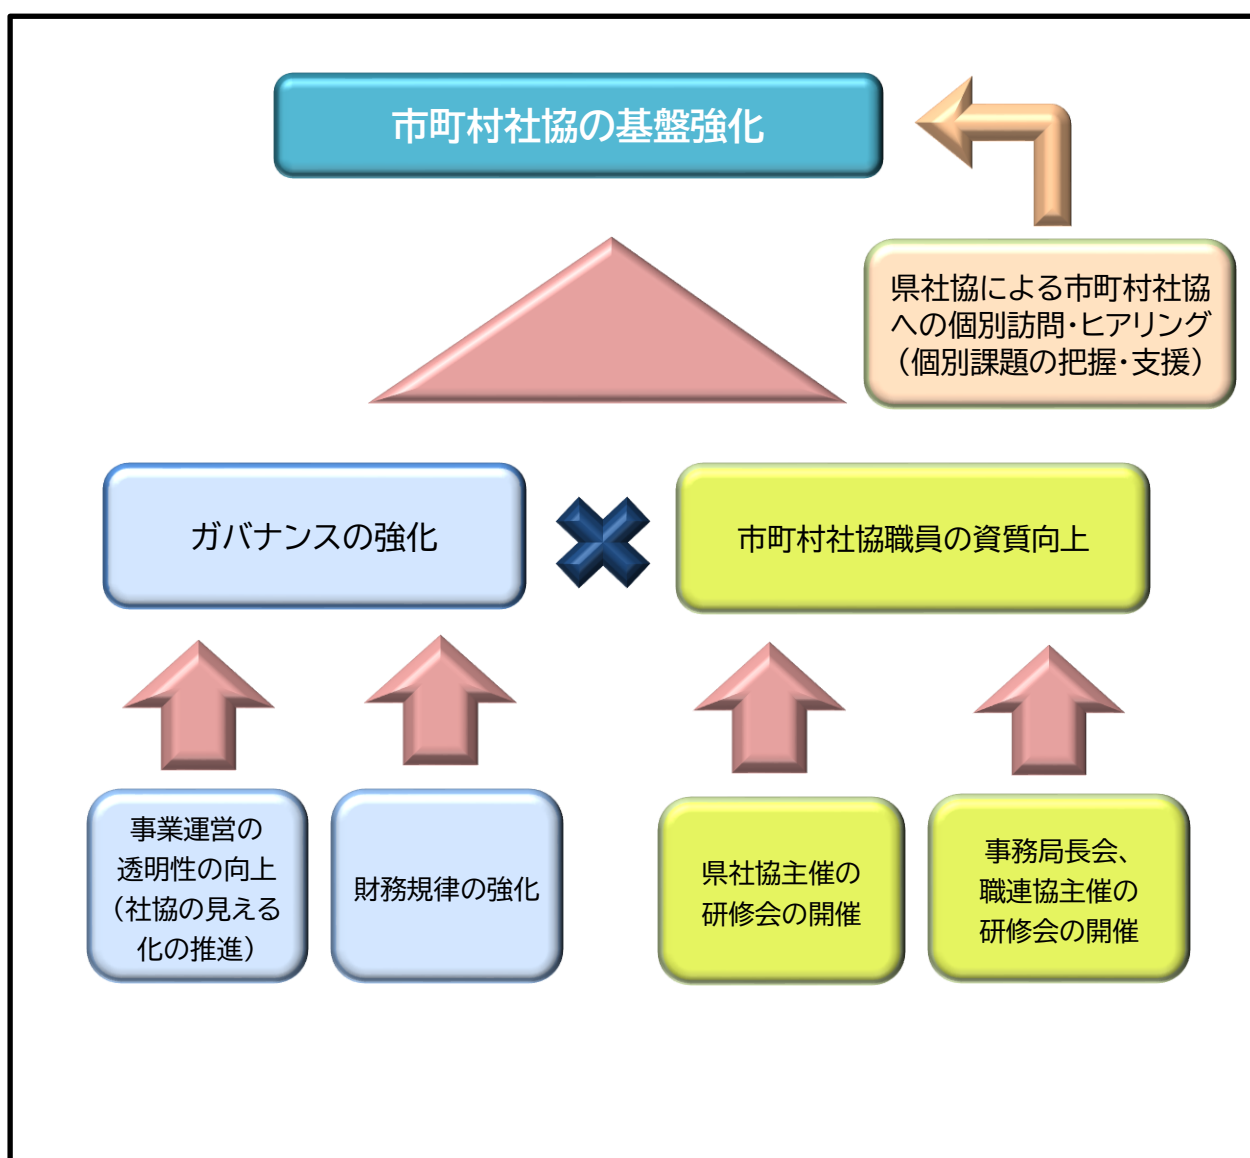 市町村社協の基盤強化
県社協による市町村社協
への個別訪問・ヒアリング
（個別課題の把握・支援）
ガバナンスの強化
市町村社協職員の資質向上
事業運営の
透明性の向上
（社協の見える
化の推進）
財務規律の強化
県社協主催の
研修会の開催
事務局長会、
職連協主催の
研修会の開催